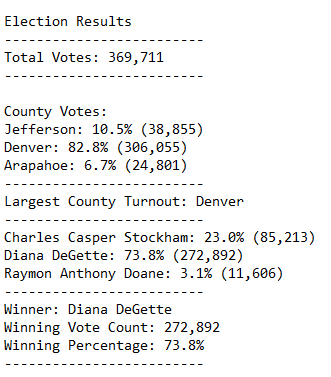 Election Results
-------------------------
Total Votes: 369,711
-------------------------
County Votes:
Jefferson: 10.5% (38,855)
Denver: 82.8% (306,055)
Arapahoe: 6.7% (24,801)
-------------------------
Largest County Turnout: Denver
-------------------------
Charles Casper Stockham: 23.0% (85,213)
Diana DeGette: 73.8% (272,892)
Raymon Anthony Doane: 3.1% (11,606)
-------------------------
Winner: Diana DeGette
Winning Vote Count: 272,892
Winning Percentage: 73.8%
-------------------------